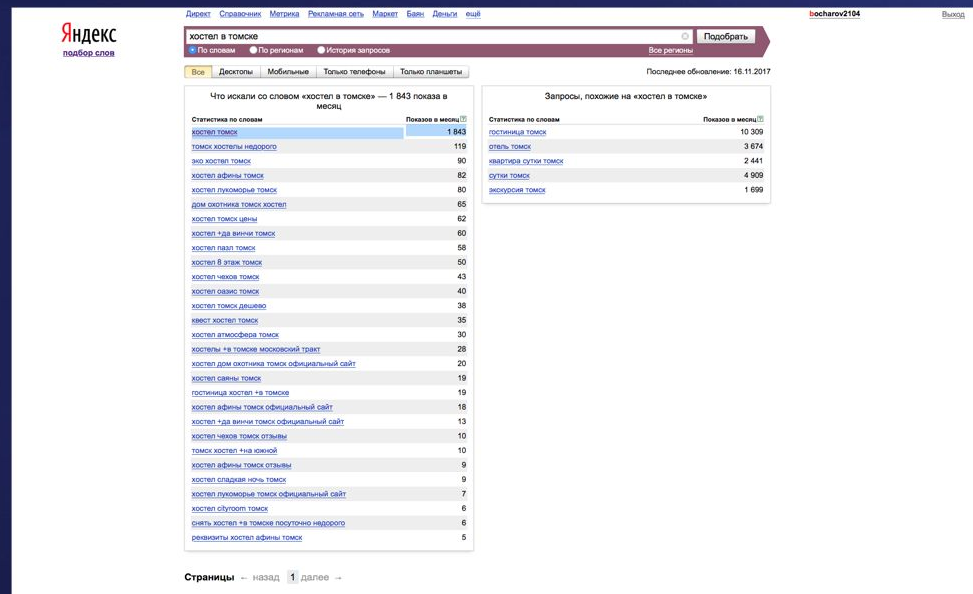 Директ Справочник Метрика Рекламная сеть Маркет Баян Деньги ещё
bocharov2104 Выход
Яндекс
подбор слов
хостел в томске Подобрать
По словам По регионам История запросов Все регионы
Все Десктопы Мобильные Только телефоны Только планшеты
Последнее обновление: 16.11.2017
Что искали со словом «хостел в томске» — 1 843 показа в
месяц
Статистика по словам Показов в месяц ?
хостел томск 1 843
томск хостелы недорого 119
эко хостел томск 90
хостел афины томск 82
хостел лукоморье томск 80
дом охотника томск хостел 65
хостел томск цены 62
хостел +да винчи томск 60
хостел пазл томск 58
хостел 8 этаж томск 50
хостел чехов томск 43
хостел оазис томск 40
хостел томск дешево 38
квест хостел томск 35
хостел атмосфера томск 30
хостелы +в томске московский тракт 28
хостел дом охотника томск официальный сайт 20
хостел саяны томск 19
гостиница хостел +в томске 19
хостел афины томск официальный сайт 18
хостел +да винчи томск официальный сайт 13
хостел чехов томск отзывы 10
томск хостел +на южной 10
хостел афины томск отзывы 9
хостел сладкая ночь томск 9
хостел лукоморье томск официальный сайт 7
хостел cityroom томск 6
снять хостел +в томске посуточно недорого 6
реквизиты хостел афины томск 5
Запросы, похожие на «хостел в томске»
Статистика по словам Показов в месяц ?
гостиница томск 10 309
отель томск 3 674
квартира сутки томск 2 441
сутки томск 4 909
экскурсия томск 1 699
Страницы ← назад 1 далее →